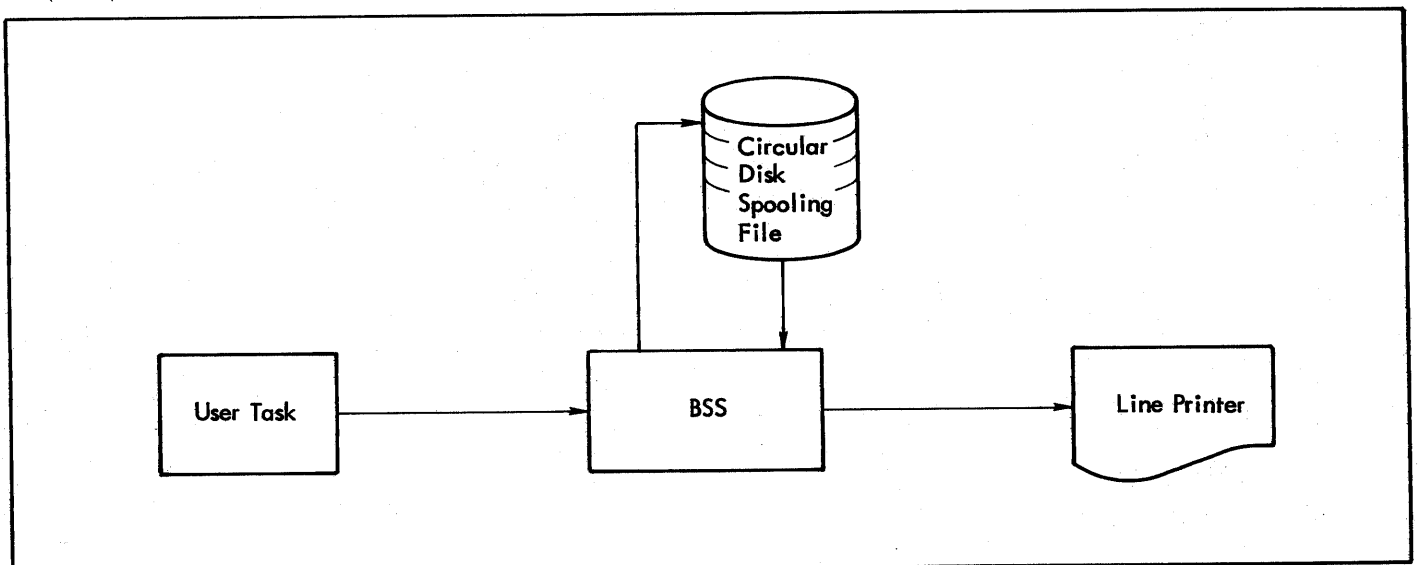 Circular
Disk
Spooling
File
User Task
BSS
Line Printer